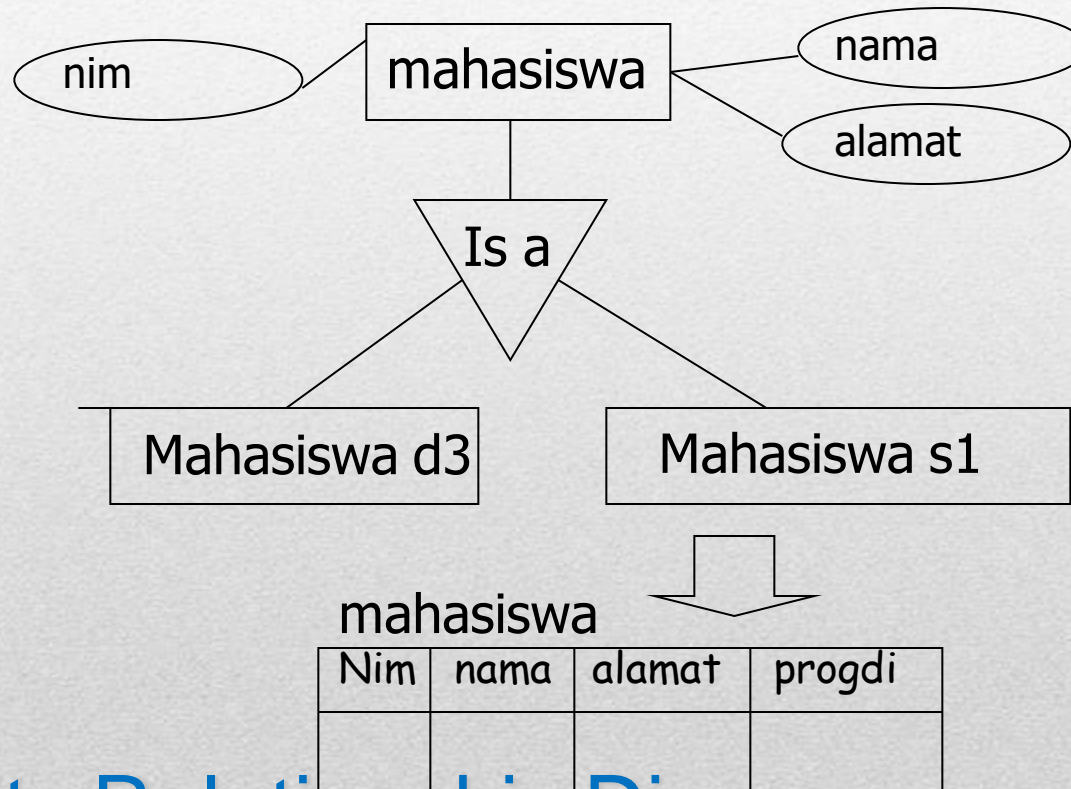 nim
mahasiswa
nama
alamat
Is a
Mahasiswa d3
Mahasiswa s1
mahasiswa
Nim nama alamat progdi